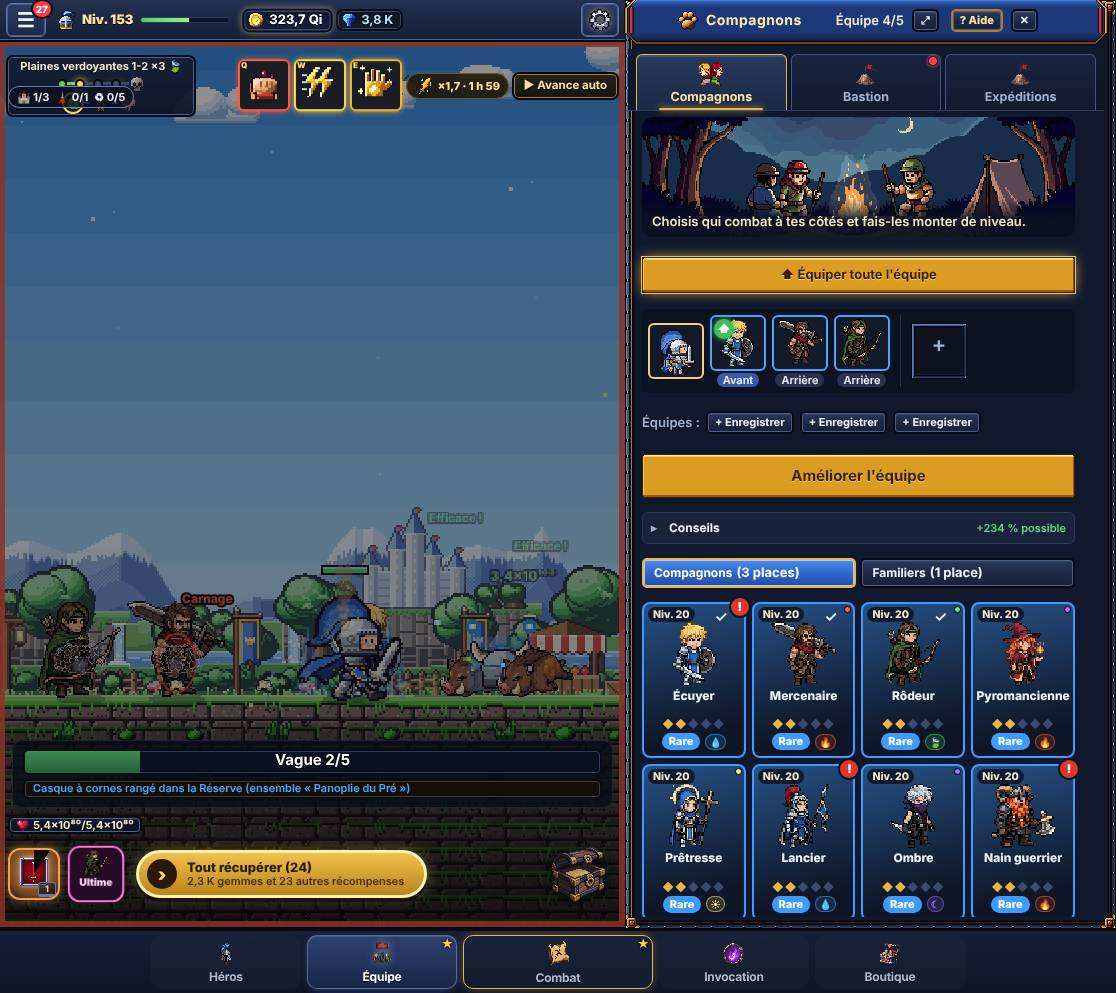 27
Niv. 153
323,7 Qi
3,8 K
Plaines verdoyantes 1-2 ×3
1/3
0/1
0/5
Q
W
E
×1,7 · 1 h 59
Avance auto
Efficace !
Efficace !
Carnage
Vague 2/5
Casque à cornes rangé dans la Réserve (ensemble « Panoplie du Pré »)
5,4×10⁸⁰/5,4×10⁸⁰
1
Ultime
Tout récupérer (24)
2,3 K gemmes et 23 autres récompenses
Compagnons
Équipe 4/5
? Aide
Compagnons
Bastion
Expéditions
Choisis qui combat à tes côtés et fais-les monter de niveau.
Équiper toute l'équipe
Avant
Arrière
Arrière
+
Équipes :
+ Enregistrer
+ Enregistrer
+ Enregistrer
Améliorer l'équipe
Conseils
+234 % possible
Compagnons (3 places)
Familiers (1 place)
Niv. 20
!
Écuyer
Rare
Niv. 20
Mercenaire
Rare
Niv. 20
Rôdeur
Rare
Niv. 20
Pyromancienne
Rare
Niv. 20
Prêtresse
Rare
Niv. 20
!
Lancier
Rare
Niv. 20
Ombre
Rare
Niv. 20
!
Nain guerrier
Rare
Héros
Équipe
Combat
Invocation
Boutique